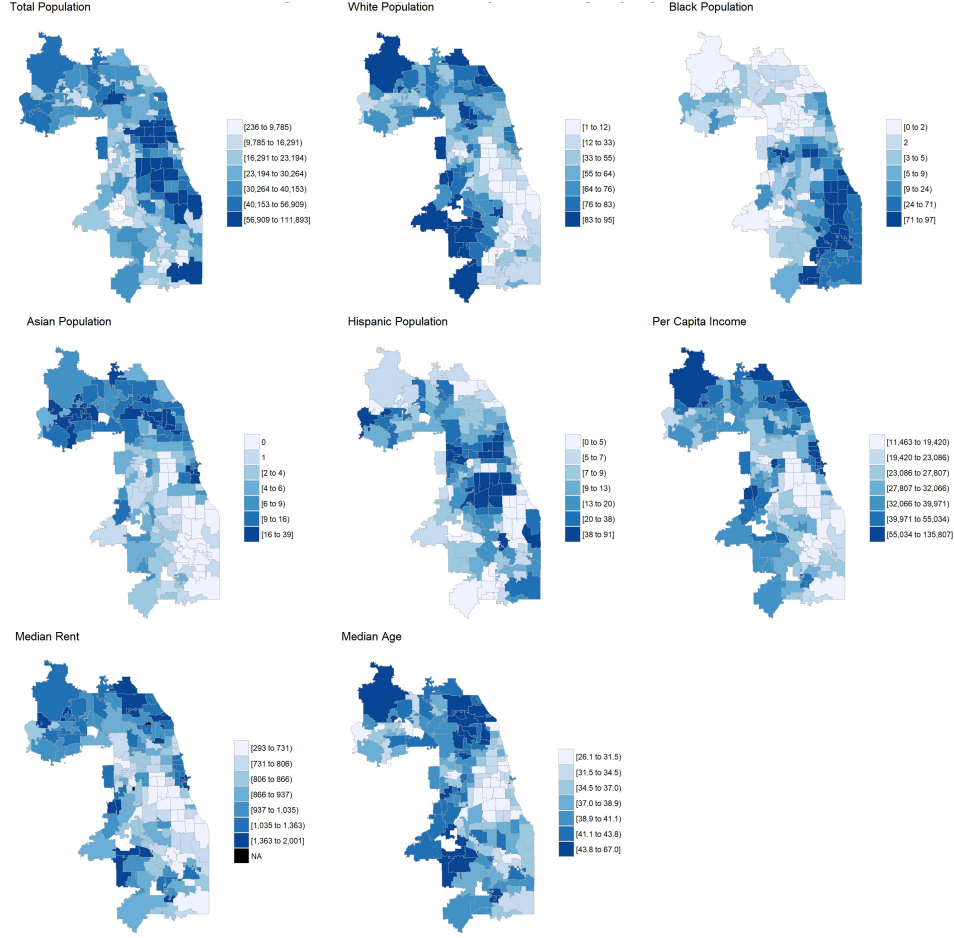 Total Population
White Population
Black Population
[236 to 9,785)
[9,785 to 16,291)
[16,291 to 23,194)
[23,194 to 30,264)
[30,264 to 40,153)
[40,153 to 56,909)
[56,909 to 111,893]
[1 to 12)
[12 to 33)
[33 to 55)
[55 to 64)
[64 to 76)
[76 to 83)
[83 to 95]
[0 to 2)
2
[3 to 5)
[5 to 9)
[9 to 24)
[24 to 71)
[71 to 97]
Asian Population
Hispanic Population
Per Capita Income
0
1
[2 to 4)
[4 to 6)
[6 to 9)
[9 to 16)
[16 to 39]
[0 to 5)
[5 to 7)
[7 to 9)
[9 to 13)
[13 to 20)
[20 to 38)
[38 to 91]
[11,463 to 19,420)
[19,420 to 23,086)
[23,086 to 27,807)
[27,807 to 32,066)
[32,066 to 39,971)
[39,971 to 55,034)
[55,034 to 135,807]
Median Rent
Median Age
[293 to 731)
[731 to 806)
[806 to 866)
[866 to 937)
[937 to 1,035)
[1,035 to 1,363)
[1,363 to 2,001]
NA
[26.1 to 31.5)
[31.5 to 34.5)
[34.5 to 37.0)
[37.0 to 38.9)
[38.9 to 41.1)
[41.1 to 43.8)
[43.8 to 67.0]